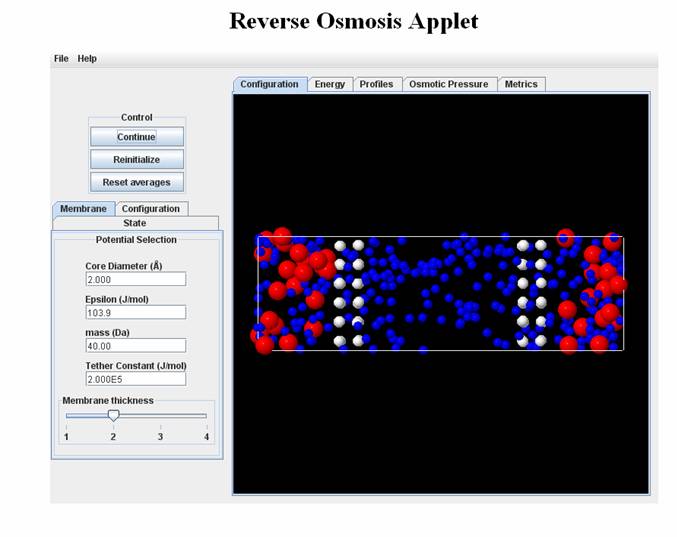 Reverse Osmosis Applet
File Help
Configuration Energy Profiles Osmotic Pressure Metrics
Control
Continue
Reinitialize
Reset averages
Membrane Configuration
State
Potential Selection
Core Diameter (Å)
2.000
Epsilon (J/mol)
103.9
mass (Da)
40.00
Tether Constant (J/mol)
2.000E5
Membrane thickness
1 2 3 4